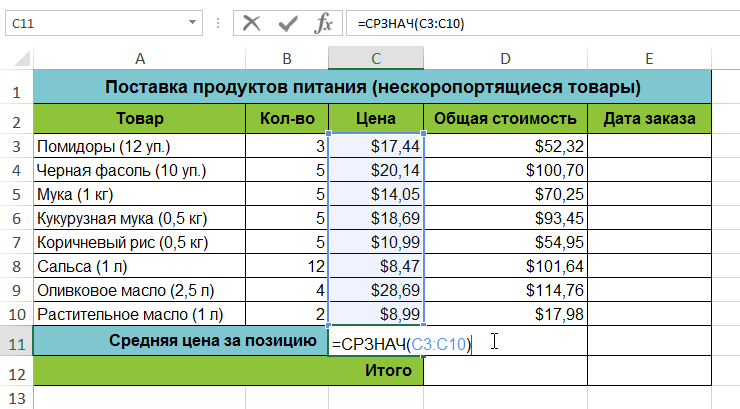 C11 fx =СРЗНАЧ(C3:C10)
A B C D E
1 Поставка продуктов питания (нескоропортящиеся товары)
2 Товар Кол-во Цена Общая стоимость Дата заказа
3 Помидоры (12 уп.) 3 $17,44 $52,32
4 Черная фасоль (10 уп.) 5 $20,14 $100,70
5 Мука (1 кг) 5 $14,05 $70,25
6 Кукурузная мука (0,5 кг) 5 $18,69 $93,45
7 Коричневый рис (0,5 кг) 5 $10,99 $54,95
8 Сальса (1 л) 12 $8,47 $101,64
9 Оливковое масло (2,5 л) 4 $28,69 $114,76
10 Растительное масло (1 л) 2 $8,99 $17,98
11 Средняя цена за позицию =СРЗНАЧ(C3:C10)
12 Итого
13